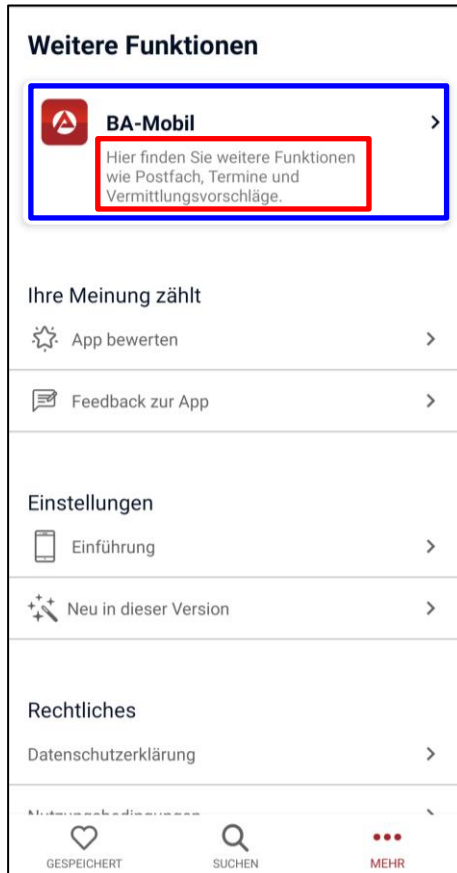 Weitere Funktionen
BA-Mobil
Hier finden Sie weitere Funktionen
wie Postfach, Termine und
Vermittlungsvorschläge.
Ihre Meinung zählt
App bewerten
Feedback zur App
Einstellungen
Einführung
Neu in dieser Version
Rechtliches
Datenschutzerklärung
Nutzungsbedingungen
GESPEICHERT
SUCHEN
MEHR